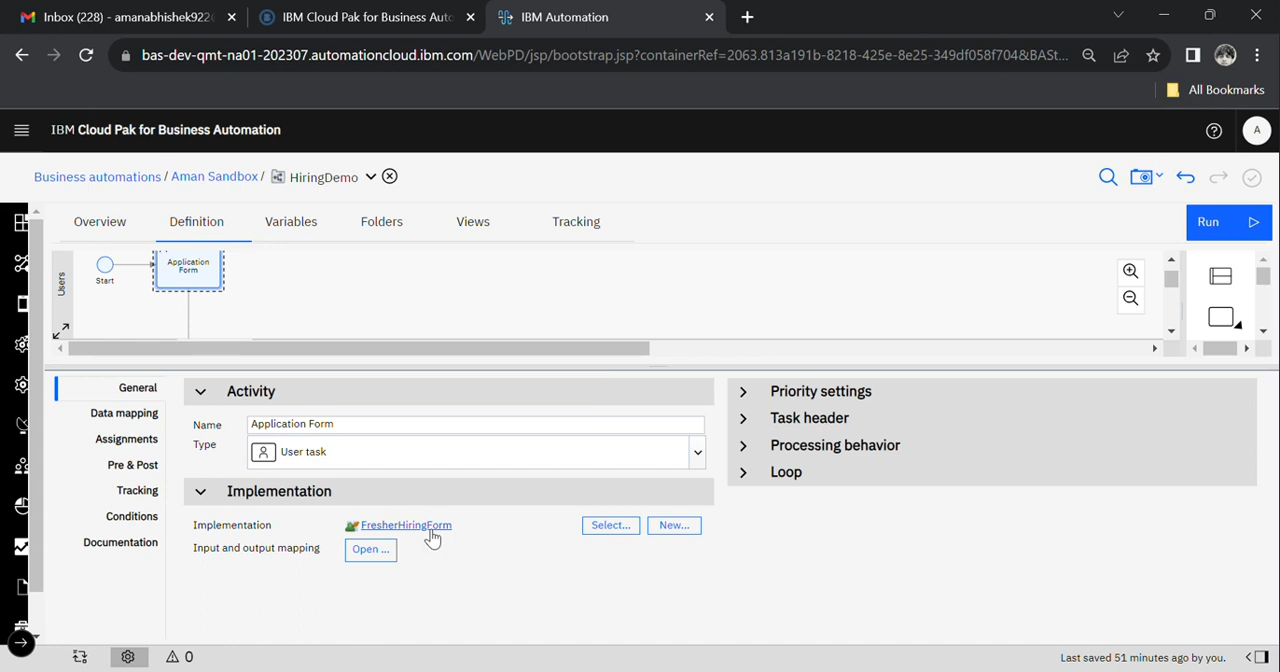 Inbox (228) - amanabhishek922
IBM Cloud Pak for Business Auto
IBM Automation
bas-dev-qmt-na01-202307.automationcloud.ibm.com/WebPD/jsp/bootstrap.jsp?containerRef=2063.813a191b-8218-425e-8e25-349df058f704&BASt...
All Bookmarks
IBM Cloud Pak for Business Automation
A
Business automations / Aman Sandbox / HiringDemo
Overview
Definition
Variables
Folders
Views
Tracking
Run
Users
Start
Application
Form
General
Data mapping
Assignments
Pre & Post
Tracking
Conditions
Documentation
Activity
Name
Application Form
Type
User task
Implementation
Implementation
FresherHiringForm
Select...
New...
Input and output mapping
Open ...
Priority settings
Task header
Processing behavior
Loop
0
Last saved 51 minutes ago by you.